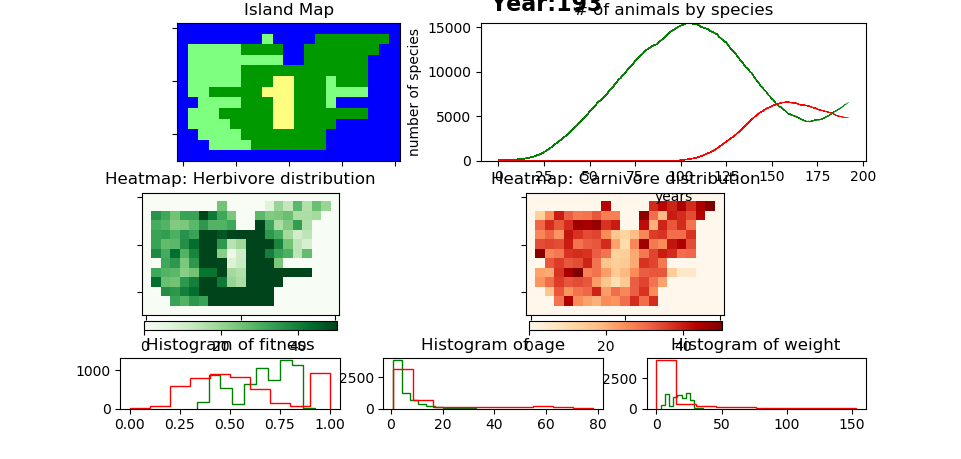 Year:193
Island Map
# of animals by species
number of species
15000
10000
5000
0
0 25 50 75 100 125 150 175 200
years
Heatmap: Herbivore distribution
Heatmap: Carnivore distribution
0 20 40
0 20 40
Histogram of fitness
Histogram of age
Histogram of weight
1000
0
0.00 0.25 0.50 0.75 1.00
2500
0
0 20 40 60 80
2500
0
0 50 100 150